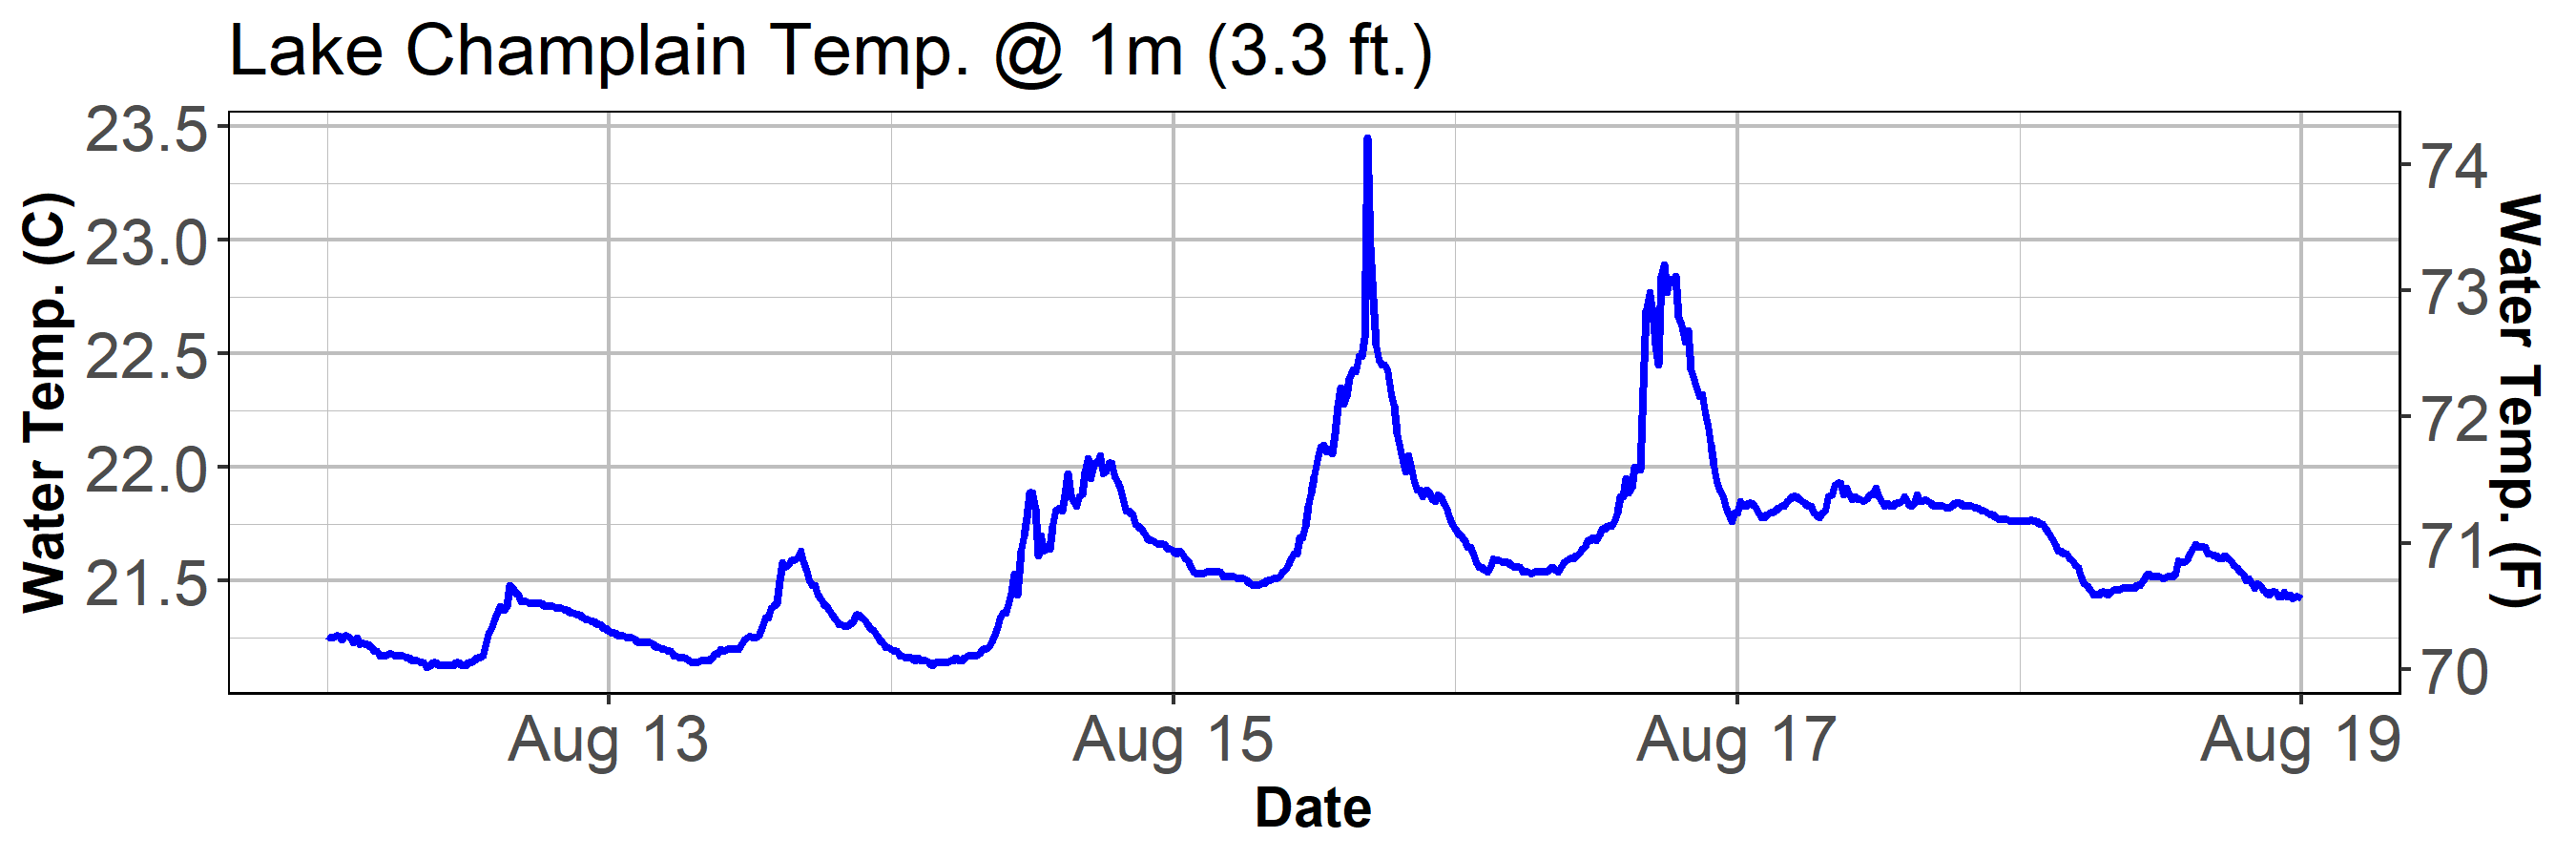 Lake Champlain Temp. @ 1m (3.3 ft.)
Water Temp. (C)
23.5
23.0
22.5
22.0
21.5
74
73
72
71
70
Water Temp. (F)
Aug 13 Aug 15 Aug 17 Aug 19
Date